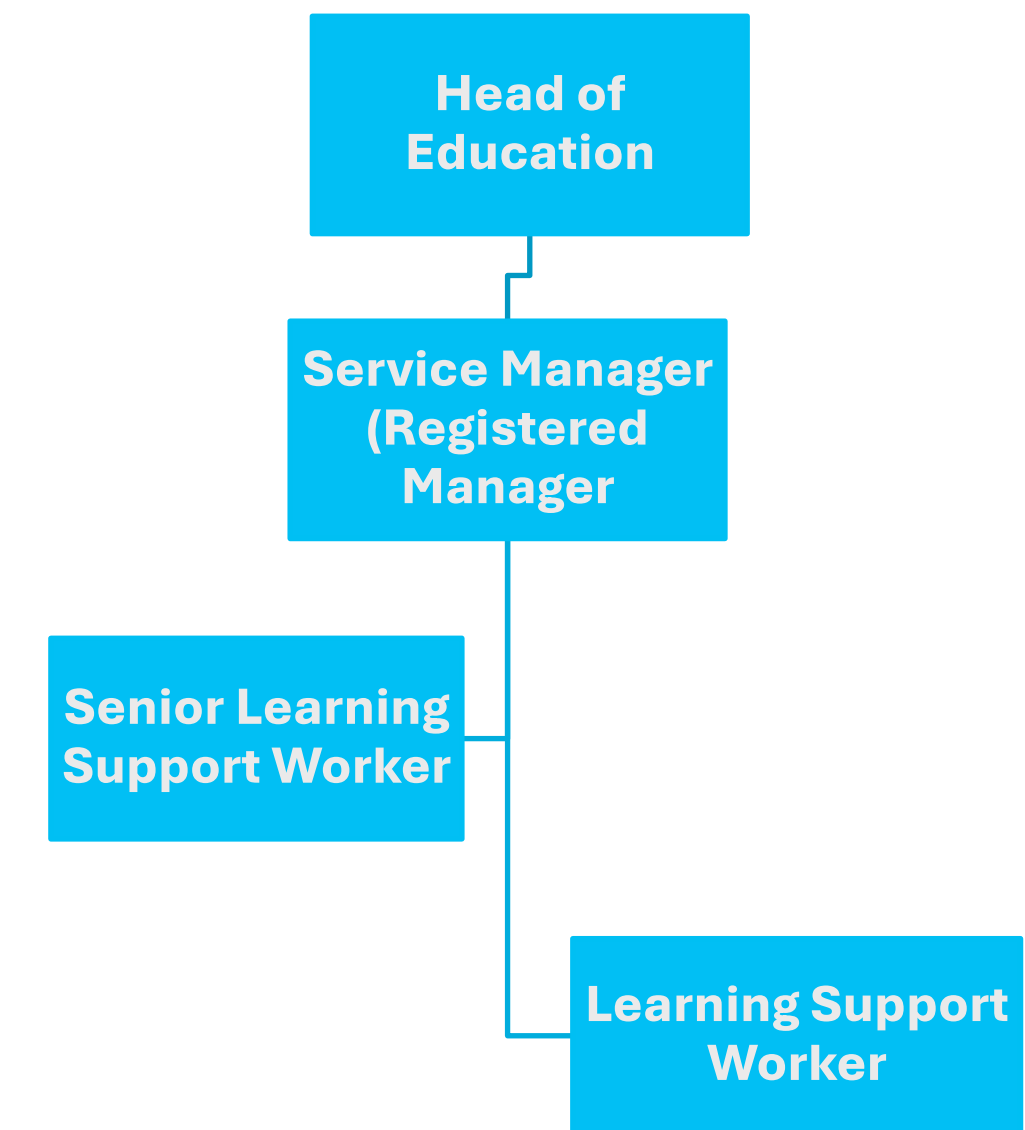 Head of
Education
Service Manager
(Registered
Manager
Senior Learning
Support Worker
Learning Support
Worker